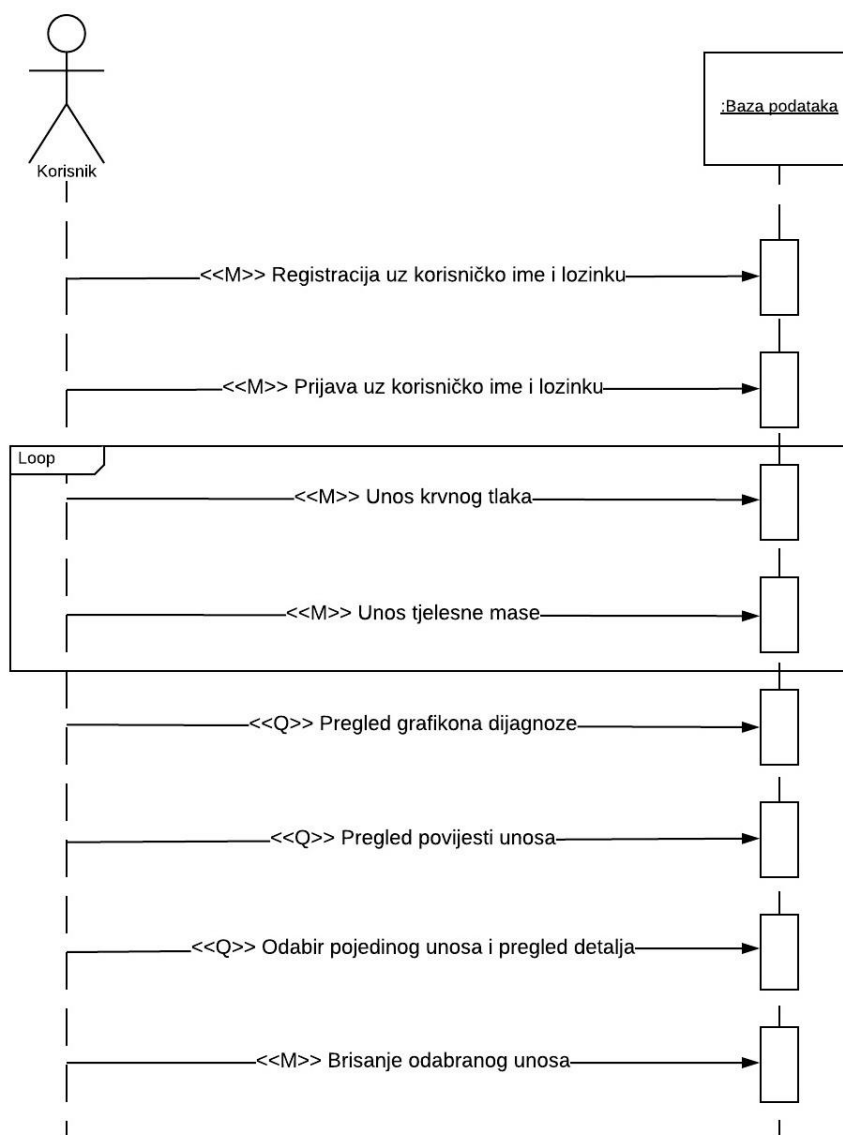 Korisnik
:Baza podataka
<<M>> Registracija uz korisničko ime i lozinku
<<M>> Prijava uz korisničko ime i lozinku
Loop
<<M>> Unos krvnog tlaka
<<M>> Unos tjelesne mase
<<Q>> Pregled grafikona dijagnoze
<<Q>> Pregled povijesti unosa
<<Q>> Odabir pojedinog unosa i pregled detalja
<<M>> Brisanje odabranog unosa